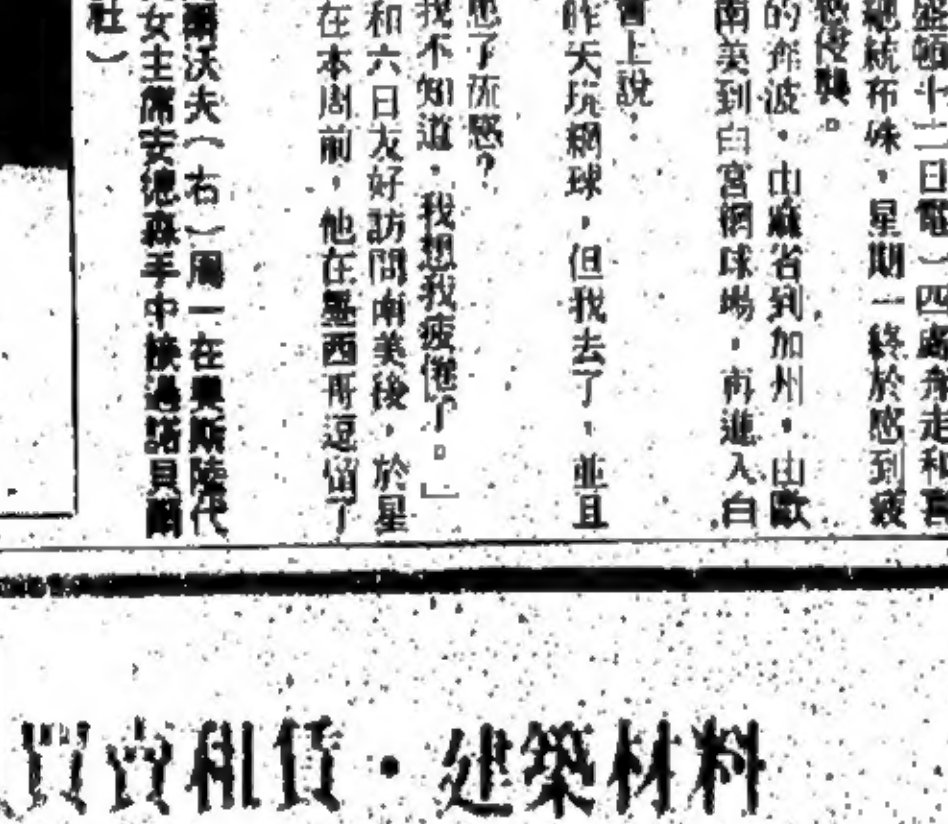 盛頓十二日電）四處飛走和喜
總統布殊，星期一終於感到疲
感侵襲。
的奔波，由麻省到加州，由歐
南美到白宮網球場，再進入白
會上說：
昨天玩網球，但我去了，並且
患了流感？
我不知道，我想我疲倦了。」
和六日友好訪問南美後，於星
在本周前，他在墨西哥逗留了
爾沃夫（右）周一在奧斯陸代
女主席安德森手中接過諾貝爾
社）
買賣租賃·建築材料